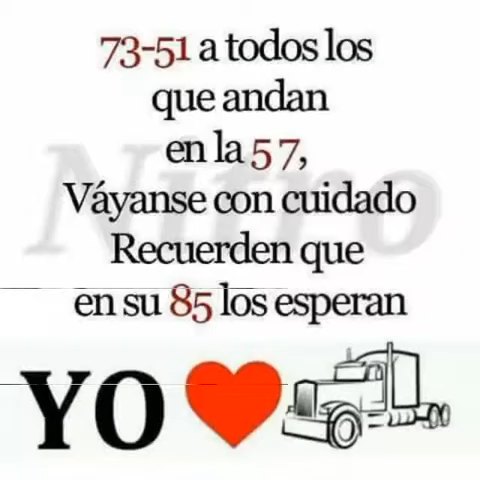 73-51 a todos los
que andan
en la 57,
Váyanse con cuidado
Recuerden que
en su 85 los esperan
YO
Nitro